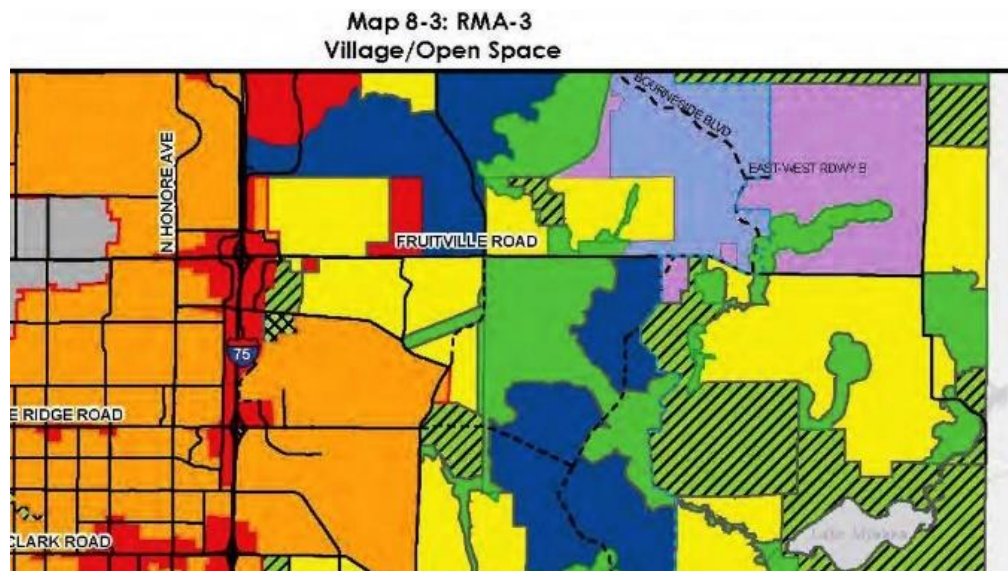 Map 8-3: RMA-3
Village/Open Space
N HONORE AVE
BOURNESIDE BLVD
EAST-WEST RDWY B
FRUITVILLE ROAD
75
E RIDGE ROAD
CLARK ROAD
Lake